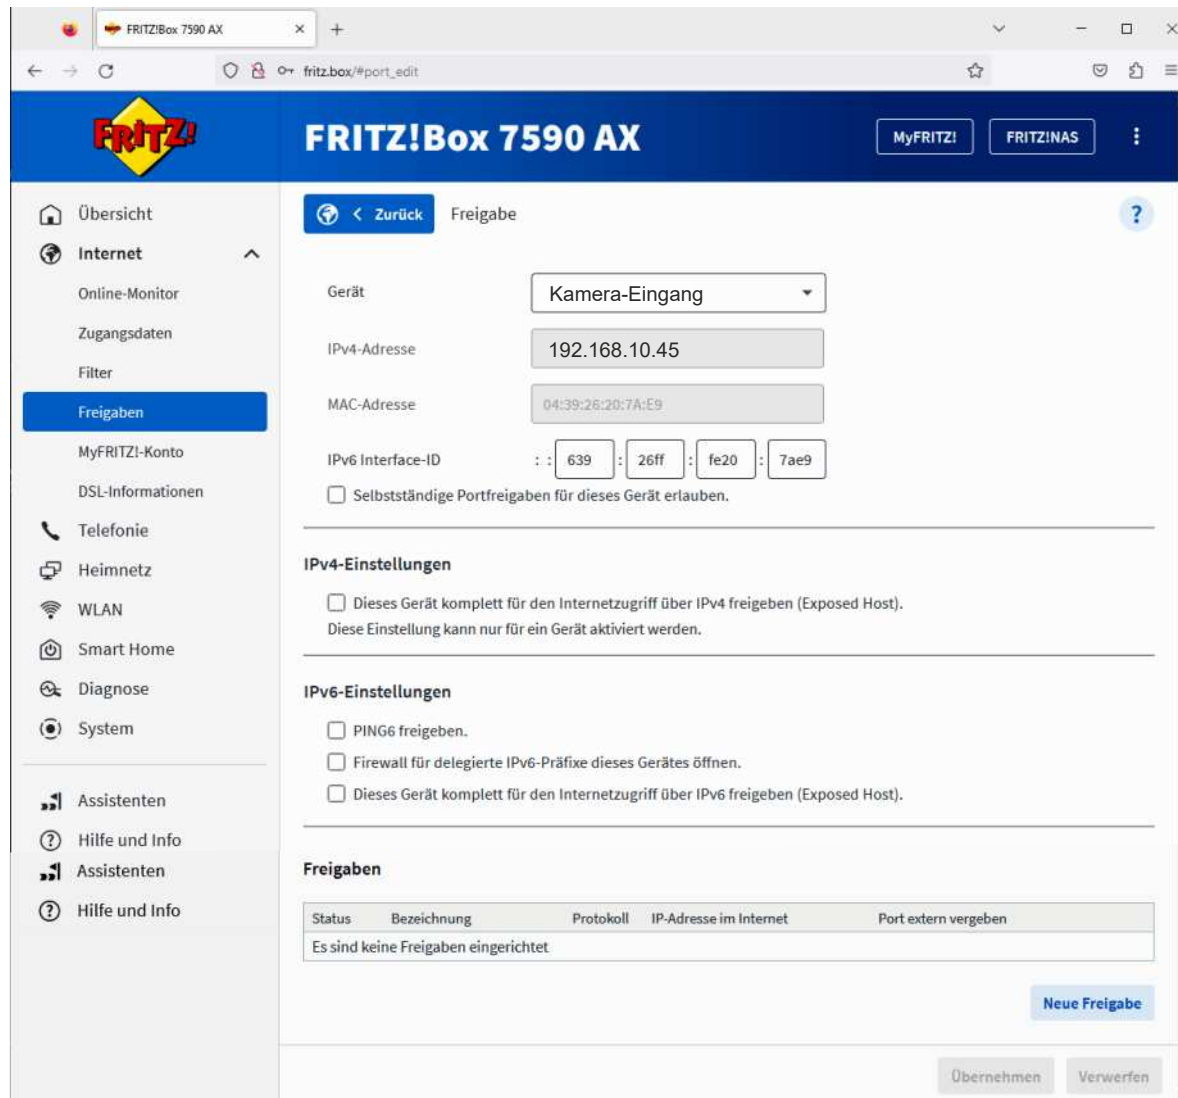 FRITZ!Box 7590 AX
fritz.box/#port_edit
FRITZ!
FRITZ!Box 7590 AX
MyFRITZ!
FRITZ!NAS
Übersicht
Internet
Online-Monitor
Zugangsdaten
Filter
Freigaben
MyFRITZ!-Konto
DSL-Informationen
Telefonie
Heimnetz
WLAN
Smart Home
Diagnose
System
Assistenten
Hilfe und Info
Assistenten
Hilfe und Info
< Zurück
Freigabe
?
Gerät Kamera-Eingang
IPv4-Adresse 192.168.10.45
MAC-Adresse 04:39:26:20:7A:E9
IPv6 Interface-ID : : 639 : 26ff : fe20 : 7ae9
Selbstständige Portfreigaben für dieses Gerät erlauben.
IPv4-Einstellungen
Dieses Gerät komplett für den Internetzugriff über IPv4 freigeben (Exposed Host).
Diese Einstellung kann nur für ein Gerät aktiviert werden.
IPv6-Einstellungen
PING6 freigeben.
Firewall für delegierte IPv6-Präfixe dieses Gerätes öffnen.
Dieses Gerät komplett für den Internetzugriff über IPv6 freigeben (Exposed Host).
Freigaben
Status Bezeichnung Protokoll IP-Adresse im Internet Port extern vergeben
Es sind keine Freigaben eingerichtet
Neue Freigabe
Übernehmen
Verwerfen